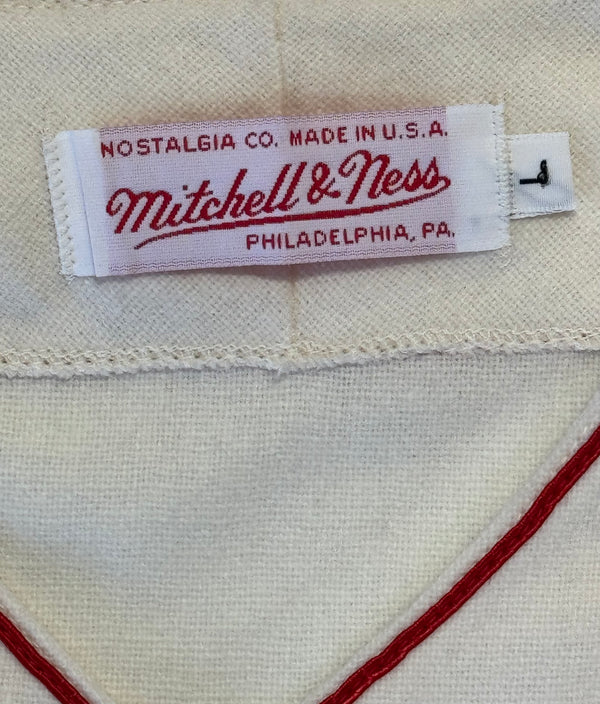 NOSTALGIA CO. MADE IN U.S.A.
Mitchell & Ness
PHILADELPHIA, PA.
L